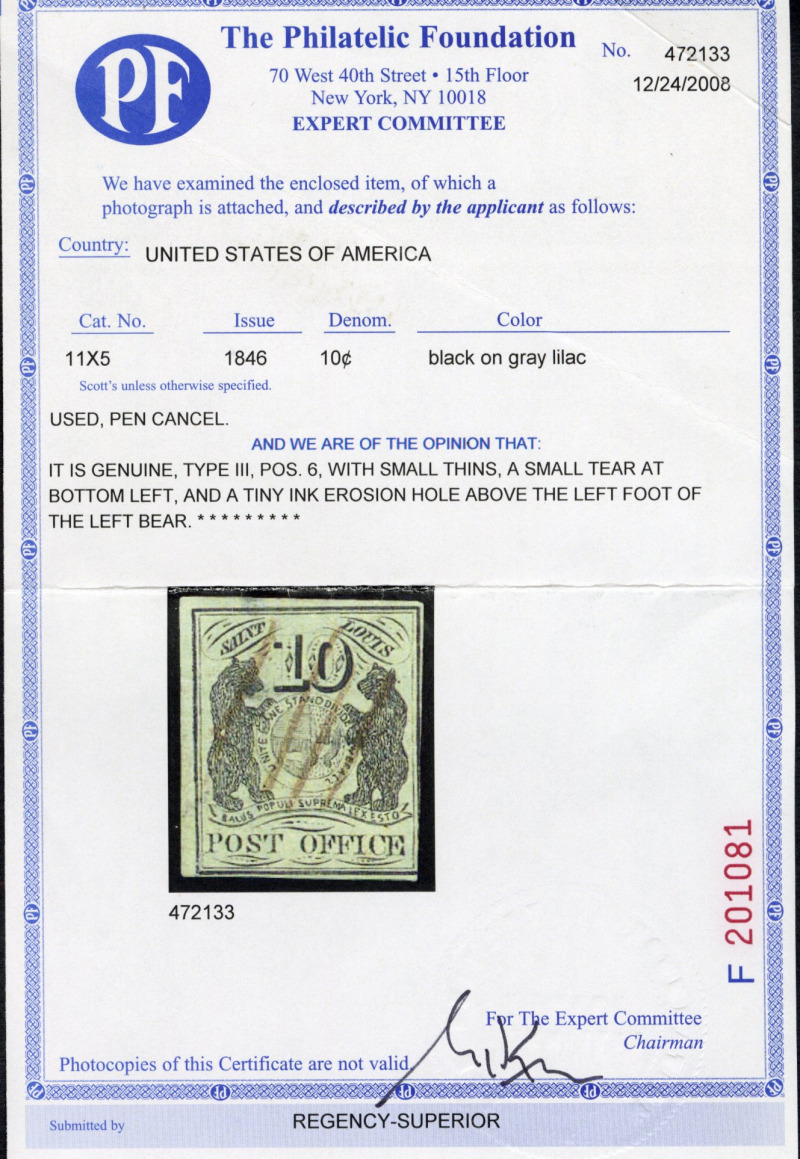 PF
The Philatelic Foundation
70 West 40th Street • 15th Floor
New York, NY 10018
EXPERT COMMITTEE
No. 472133
12/24/2008
We have examined the enclosed item, of which a
photograph is attached, and described by the applicant as follows:
Country: UNITED STATES OF AMERICA
Cat. No. Issue Denom. Color
11X5 1846 10¢ black on gray lilac
Scott's unless otherwise specified.
USED, PEN CANCEL.
AND WE ARE OF THE OPINION THAT:
IT IS GENUINE, TYPE III, POS. 6, WITH SMALL THINS, A SMALL TEAR AT
BOTTOM LEFT, AND A TINY INK EROSION HOLE ABOVE THE LEFT FOOT OF
THE LEFT BEAR. * * * * * * * * *
SAINT LOUIS
10
SALUS POPULI SUPREMA LEX ESTO
POST OFFICE
472133
F 201081
For The Expert Committee
Chairman
Photocopies of this Certificate are not valid
Submitted by REGENCY-SUPERIOR